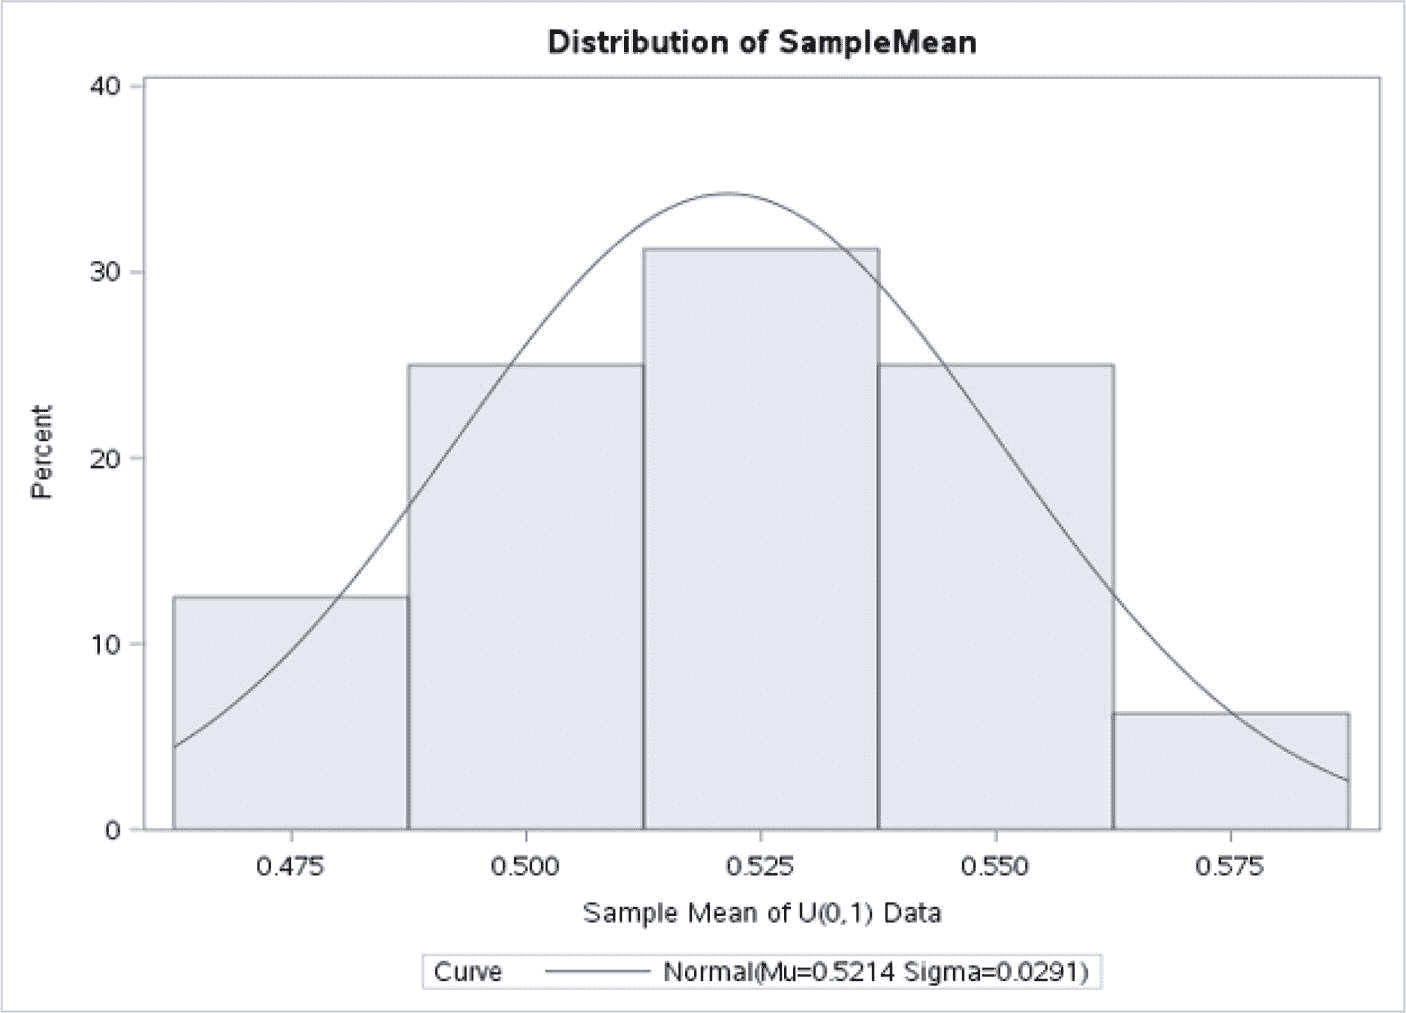 Distribution of SampleMean
40
30
20
10
0
Percent
0.475 0.500 0.525 0.550 0.575
Sample Mean of U(0,1) Data
Curve Normal(Mu=0.5214 Sigma=0.0291)